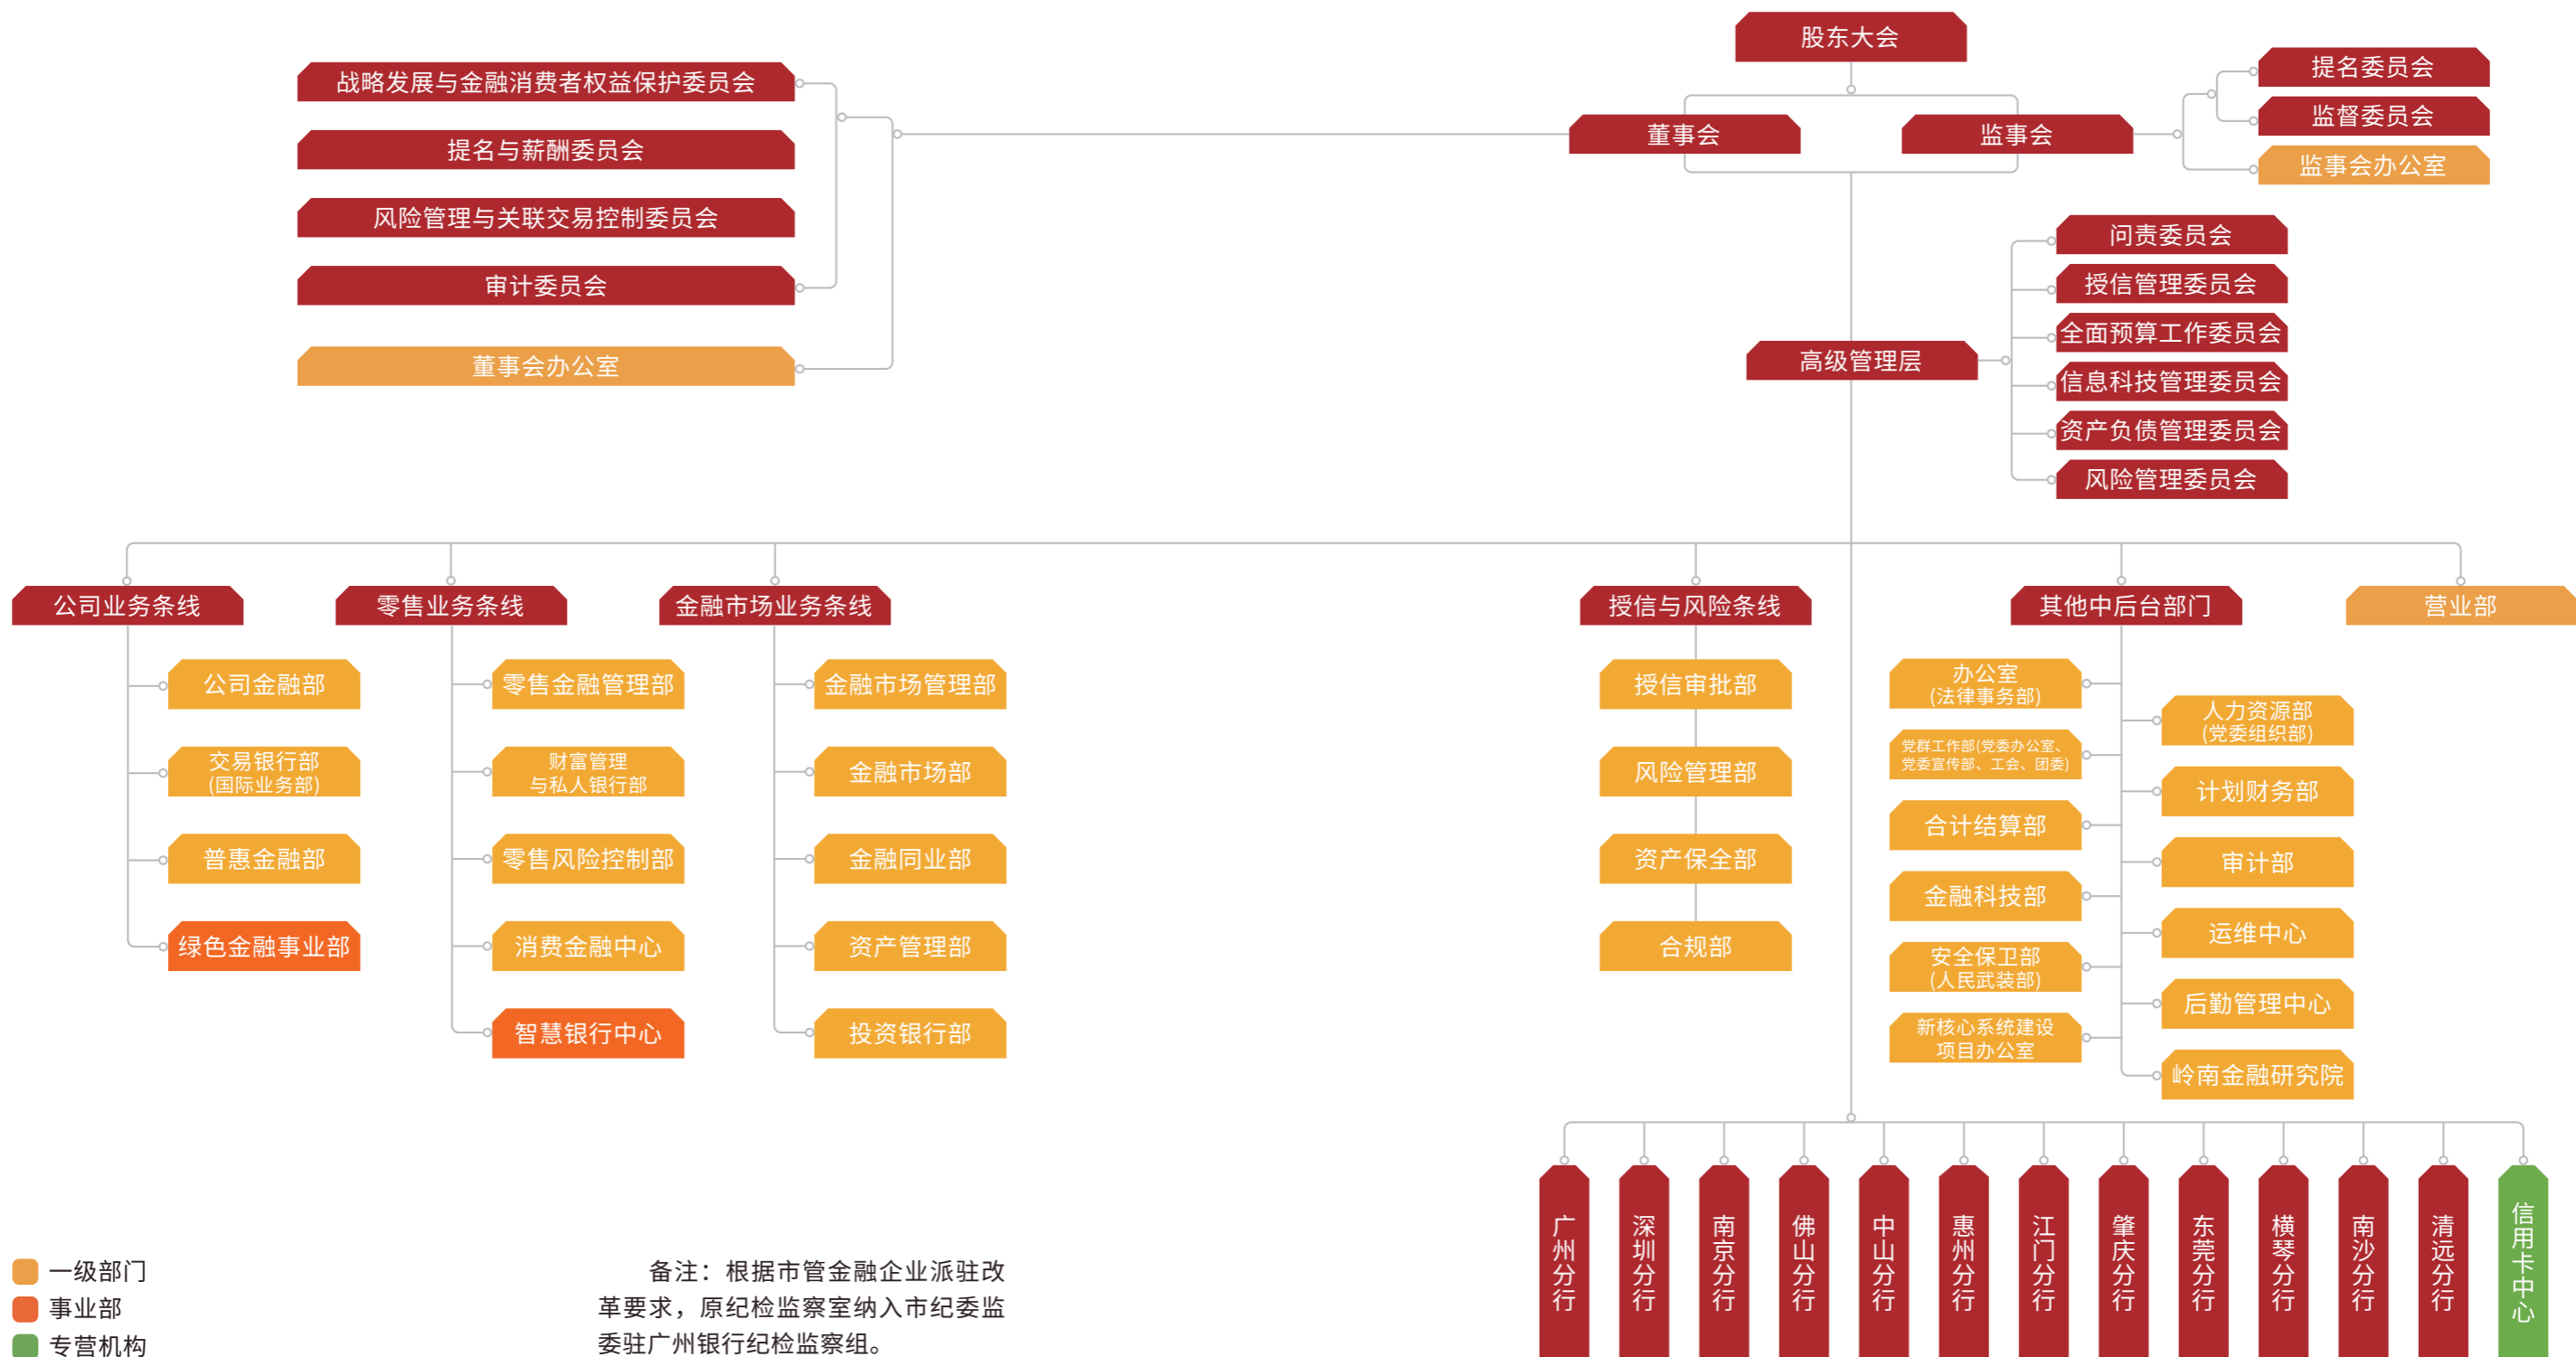 股东大会
董事会
监事会
提名委员会
监督委员会
监事会办公室
战略发展与金融消费者权益保护委员会
提名与薪酬委员会
风险管理与关联交易控制委员会
审计委员会
董事会办公室
高级管理层
问责委员会
授信管理委员会
全面预算工作委员会
信息科技管理委员会
资产负债管理委员会
风险管理委员会
公司业务条线
公司金融部
交易银行部
(国际业务部)
普惠金融部
绿色金融事业部
零售业务条线
零售金融管理部
财富管理
与私人银行部
零售风险控制部
消费金融中心
智慧银行中心
金融市场业务条线
金融市场管理部
金融市场部
金融同业部
资产管理部
投资银行部
授信与风险条线
授信审批部
风险管理部
资产保全部
合规部
其他中后台部门
办公室
(法律事务部)
党群工作部(党委办公室、
党委宣传部、工会、团委)
合计结算部
金融科技部
安全保卫部
(人民武装部)
新核心系统建设
项目办公室
人力资源部
(党委组织部)
计划财务部
审计部
运维中心
后勤管理中心
岭南金融研究院
营业部
广州分行
深圳分行
南京分行
佛山分行
中山分行
惠州分行
江门分行
肇庆分行
东莞分行
横琴分行
南沙分行
清远分行
信用卡中心
一级部门
事业部
专营机构
备注：根据市管金融企业派驻改
革要求，原纪检监察室纳入市纪委监
委驻广州银行纪检监察组。